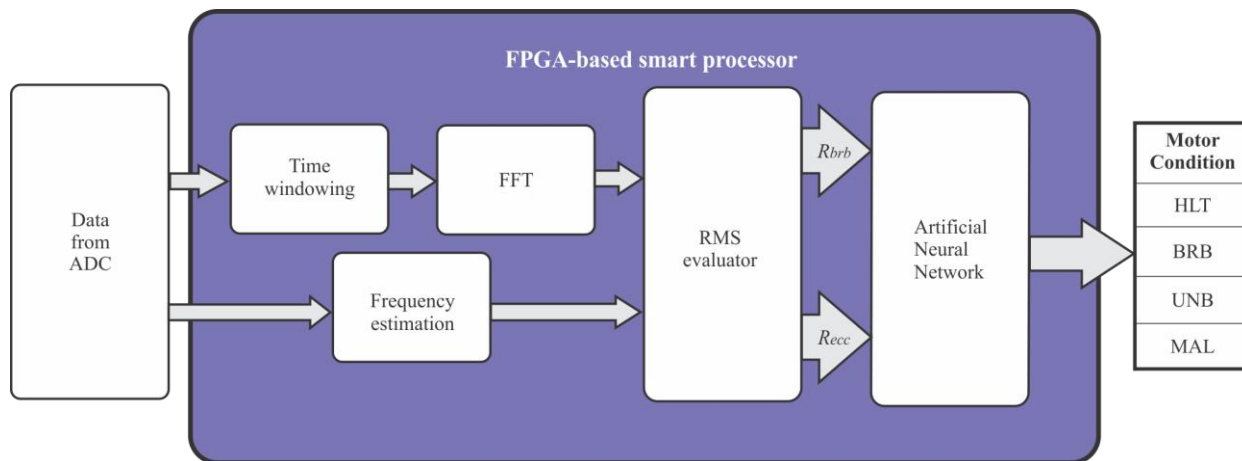 FPGA-based smart processor
Data
from
ADC
Time
windowing
FFT
Frequency
estimation
RMS
evaluator
Rbrb
Recc
Artificial
Neural
Network
Motor
Condition
HLT
BRB
UNB
MAL